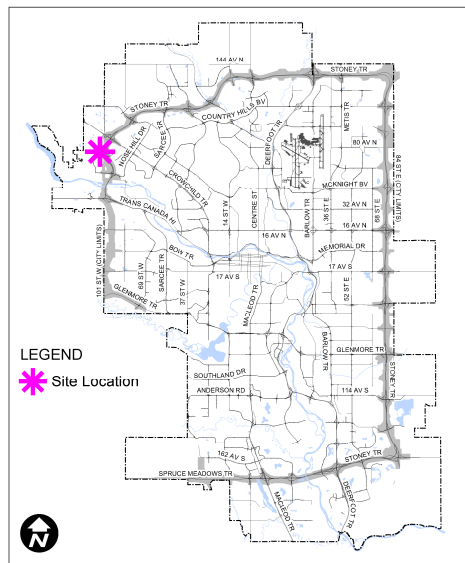 144 AV N
STONEY TR
STONEY TR
COUNTRY HILLS BV
METIS TR
NOSE HILL DR
SARCEE TR
DEERFOOT TR
80 AV N
CROWCHILD TR
84 ST E (CITY LIMITS)
MCKNIGHT BV
TRANS CANADA HI
14 ST W
CENTRE ST
BARLOW TR
36 ST E
32 AV N
68 ST E
16 AV N
16 AV N
BOW TR
MEMORIAL DR
101 ST W (CITY LIMITS)
69 ST W
SARCEE TR
37 ST W
17 AV S
17 AV S
MACLEOD TR
52 ST E
GLENMORE TR
BARLOW TR
GLENMORE TR
LEGEND
Site Location
SOUTHLAND DR
ANDERSON RD
114 AV S
STONEY TR
162 AV S
STONEY TR
SPRUCE MEADOWS TR
MACLEOD TR
DEERFOOT TR
N